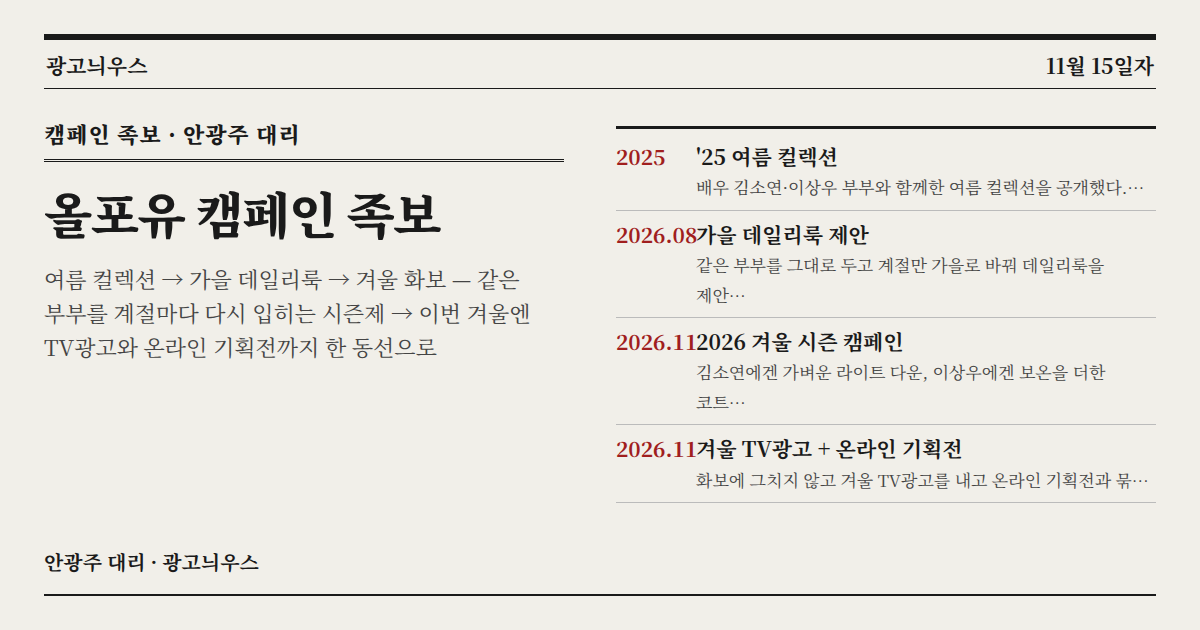 광고늬우스
11월 15일자
캠페인 족보 · 안광주 대리
올포유 캠페인 족보
여름 컬렉션 → 가을 데일리룩 → 겨울 화보 — 같은
부부를 계절마다 다시 입히는 시즌제 → 이번 겨울엔
TV광고와 온라인 기획전까지 한 동선으로
2025 '25 여름 컬렉션
배우 김소연·이상우 부부와 함께한 여름 컬렉션을 공개했다.…
2026.08 가을 데일리룩 제안
같은 부부를 그대로 두고 계절만 가을로 바꿔 데일리룩을
제안…
2026.11 2026 겨울 시즌 캠페인
김소연에겐 가벼운 라이트 다운, 이상우에겐 보온을 더한
코트…
2026.11 겨울 TV광고 + 온라인 기획전
화보에 그치지 않고 겨울 TV광고를 내고 온라인 기획전과 묶…
안광주 대리 · 광고늬우스